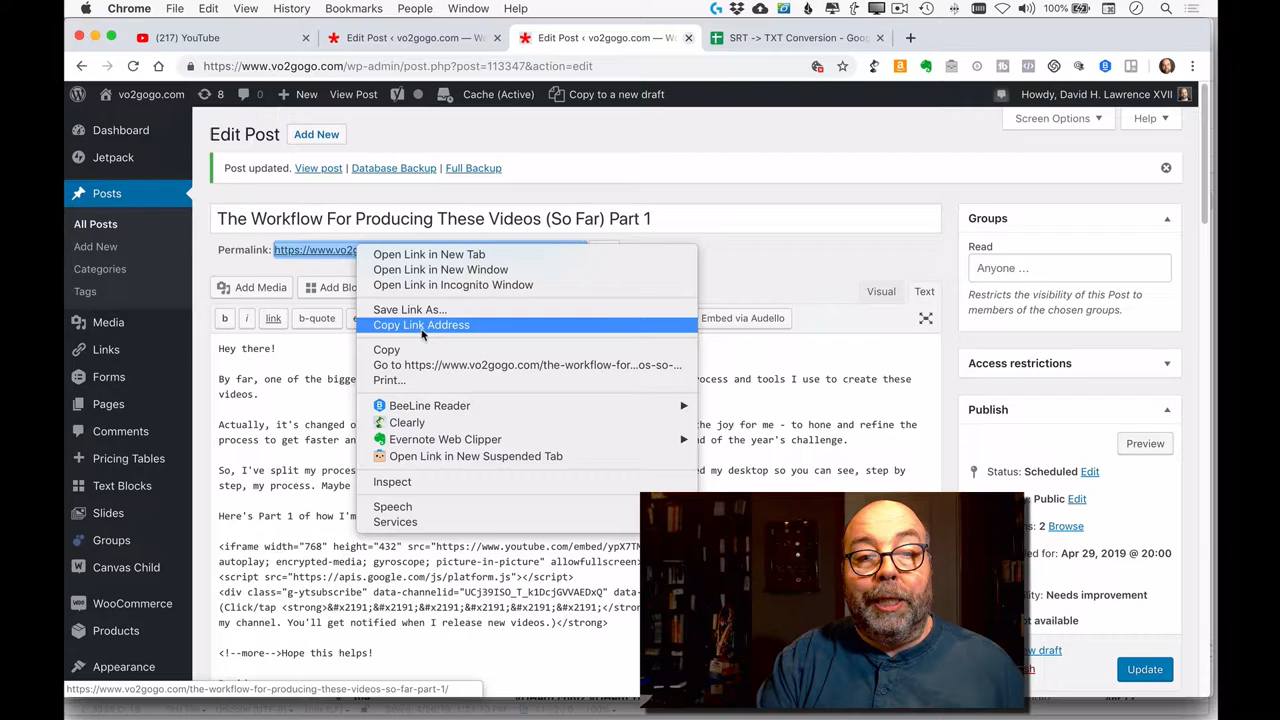 Chrome File Edit View History Bookmarks People Window Help 100%
(217) YouTube
Edit Post ‹ vo2gogo.com — W
Edit Post ‹ vo2gogo.com — W
SRT -> TXT Conversion - Goo
https://www.vo2gogo.com/wp-admin/post.php?post=113347&action=edit
vo2gogo.com 8 0 New View Post Cache (Active) Copy to a new draft Howdy, David H. Lawrence XVII
Screen Options Help
Dashboard
Jetpack
Posts
All Posts
Add New
Categories
Tags
Media
Links
Forms
Pages
Comments
Pricing Tables
Text Blocks
Slides
Groups
Canvas Child
WooCommerce
Products
Appearance
Edit Post Add New
Post updated. View post | Database Backup | Full Backup
The Workflow For Producing These Videos (So Far) Part 1
Permalink: https://www.vo2g
Add Media Add Blo Visual Text
b i link b-quote Embed via Audello
Hey there!
By far, one of the bigge rocess and tools I use to create these
videos.
Actually, it's changed o the joy for me - to hone and refine the
process to get faster an nd of the year's challenge.
So, I've split my proces ed my desktop so you can see, step by
step, my process. Maybe
Here's Part 1 of how I'm
<iframe width="768" height="432" src="https://www.youtube.com/embed/ypX7TM
autoplay; encrypted-media; gyroscope; picture-in-picture" allowfullscreen>
<script src="https://apis.google.com/js/platform.js"></script>
<div class="g-ytsubscribe" data-channelid="UCj39ISO_T_k1DcjGVVAEDxQ" data-
(Click/tap <strong>&#x2191;&#x2191;&#x2191;&#x2191;&#x2191;</st
my channel. You'll get notified when I release new videos.)</strong>
<!--more-->Hope this helps!
Open Link in New Tab
Open Link in New Window
Open Link in Incognito Window
Save Link As...
Copy Link Address
Copy
Go to https://www.vo2gogo.com/the-workflow-for...os-so-...
Print...
BeeLine Reader
Clearly
Evernote Web Clipper
Open Link in New Suspended Tab
Inspect
Speech
Services
Groups
Read
Anyone ...
Restricts the visibility of this Post to
members of the chosen groups.
Access restrictions
Publish
Preview
Status: Scheduled Edit
Public Edit
ns: 2 Browse
ed for: Apr 29, 2019 @ 20:00
ility: Needs improvement
ot available
w draft
Update
https://www.vo2gogo.com/the-workflow-for-producing-these-videos-so-far-part-1/